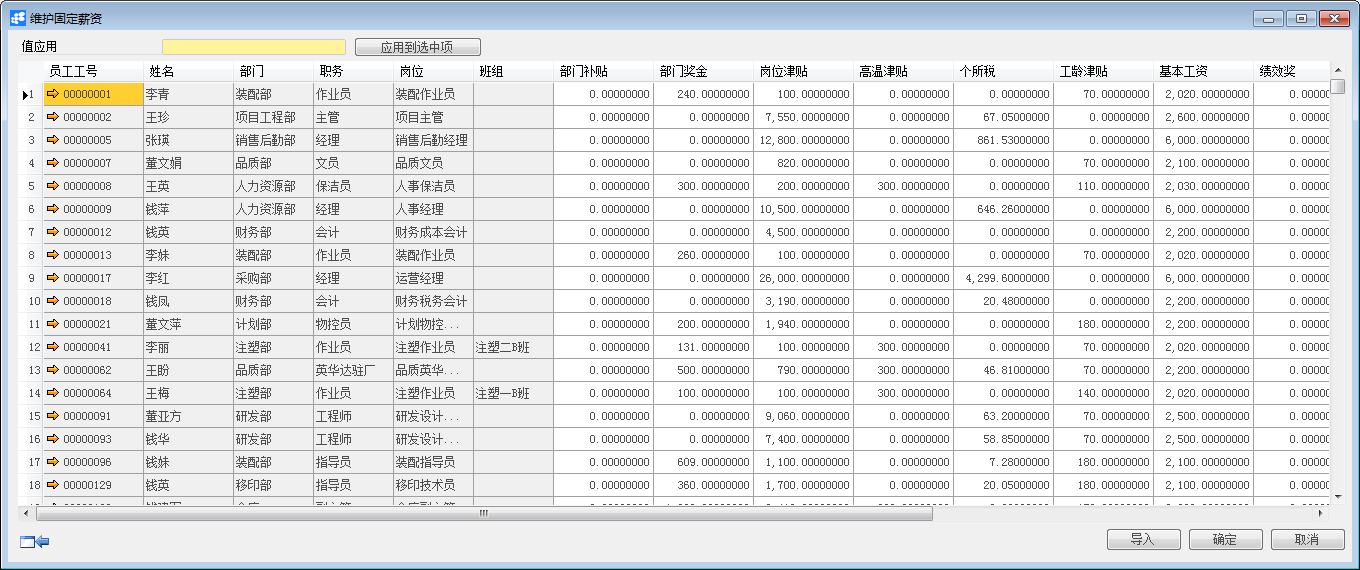 维护固定薪资
值应用 应用到选中项
员工工号 姓名 部门 职务 岗位 班组 部门补贴 部门奖金 岗位津贴 高温津贴 个所税 工龄津贴 基本工资 绩效奖
1 00000001 李青 装配部 作业员 装配作业员 0.00000000 240.00000000 100.00000000 0.00000000 0.00000000 70.00000000 2,020.00000000 0.0000
2 00000002 王珍 项目工程部 主管 项目主管 0.00000000 0.00000000 7,550.00000000 0.00000000 67.05000000 0.00000000 2,600.00000000 0.0000
3 00000005 张瑛 销售后勤部 经理 销售后勤经理 0.00000000 0.00000000 12,800.00000000 0.00000000 861.53000000 0.00000000 6,000.00000000 0.0000
4 00000007 董文娟 品质部 文员 品质文员 0.00000000 0.00000000 820.00000000 0.00000000 0.00000000 70.00000000 2,100.00000000 0.0000
5 00000008 王英 人力资源部 保洁员 人事保洁员 0.00000000 300.00000000 200.00000000 300.00000000 0.00000000 110.00000000 2,030.00000000 0.0000
6 00000009 钱萍 人力资源部 经理 人事经理 0.00000000 0.00000000 10,500.00000000 0.00000000 646.26000000 0.00000000 6,000.00000000 0.0000
7 00000012 钱英 财务部 会计 财务成本会计 0.00000000 0.00000000 4,500.00000000 0.00000000 0.00000000 0.00000000 2,200.00000000 0.0000
8 00000013 李妹 装配部 作业员 装配作业员 0.00000000 260.00000000 100.00000000 0.00000000 0.00000000 70.00000000 2,020.00000000 0.0000
9 00000017 李红 采购部 经理 运营经理 0.00000000 0.00000000 26,000.00000000 0.00000000 4,299.60000000 0.00000000 6,000.00000000 0.0000
10 00000018 钱凤 财务部 会计 财务税务会计 0.00000000 0.00000000 3,190.00000000 0.00000000 20.48000000 0.00000000 2,200.00000000 0.0000
11 00000021 董文萍 计划部 物控员 计划物控... 0.00000000 200.00000000 1,940.00000000 0.00000000 0.00000000 180.00000000 2,200.00000000 0.0000
12 00000041 李丽 注塑部 作业员 注塑作业员 注塑二B班 0.00000000 131.00000000 100.00000000 300.00000000 0.00000000 70.00000000 2,020.00000000 0.0000
13 00000062 王盼 品质部 英华达驻厂 品质英华... 0.00000000 500.00000000 790.00000000 300.00000000 46.81000000 70.00000000 2,200.00000000 0.0000
14 00000064 王梅 注塑部 作业员 注塑作业员 注塑一B班 0.00000000 100.00000000 100.00000000 300.00000000 0.00000000 140.00000000 2,020.00000000 0.0000
15 00000091 董亚方 研发部 工程师 研发设计... 0.00000000 0.00000000 9,060.00000000 0.00000000 63.20000000 70.00000000 2,500.00000000 0.0000
16 00000093 钱华 研发部 工程师 研发设计... 0.00000000 0.00000000 7,400.00000000 0.00000000 58.85000000 70.00000000 2,500.00000000 0.0000
17 00000096 钱妹 装配部 指导员 装配指导员 0.00000000 609.00000000 1,100.00000000 0.00000000 7.28000000 180.00000000 2,100.00000000 0.0000
18 00000129 钱英 移印部 指导员 移印技术员 0.00000000 360.00000000 1,700.00000000 0.00000000 20.05000000 180.00000000 2,100.00000000 0.0000
导入 确定 取消